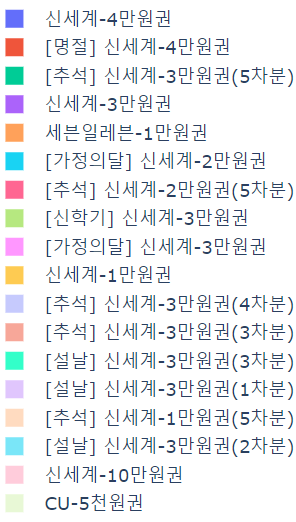 신세계-4만원권
[명절] 신세계-4만원권
[추석] 신세계-3만원권(5차분)
신세계-3만원권
세븐일레븐-1만원권
[가정의달] 신세계-2만원권
[추석] 신세계-2만원권(5차분)
[신학기] 신세계-3만원권
[가정의달] 신세계-3만원권
신세계-1만원권
[추석] 신세계-3만원권(4차분)
[추석] 신세계-3만원권(3차분)
[설날] 신세계-3만원권(3차분)
[설날] 신세계-3만원권(1차분)
[추석] 신세계-1만원권(5차분)
[설날] 신세계-3만원권(2차분)
신세계-10만원권
CU-5천원권